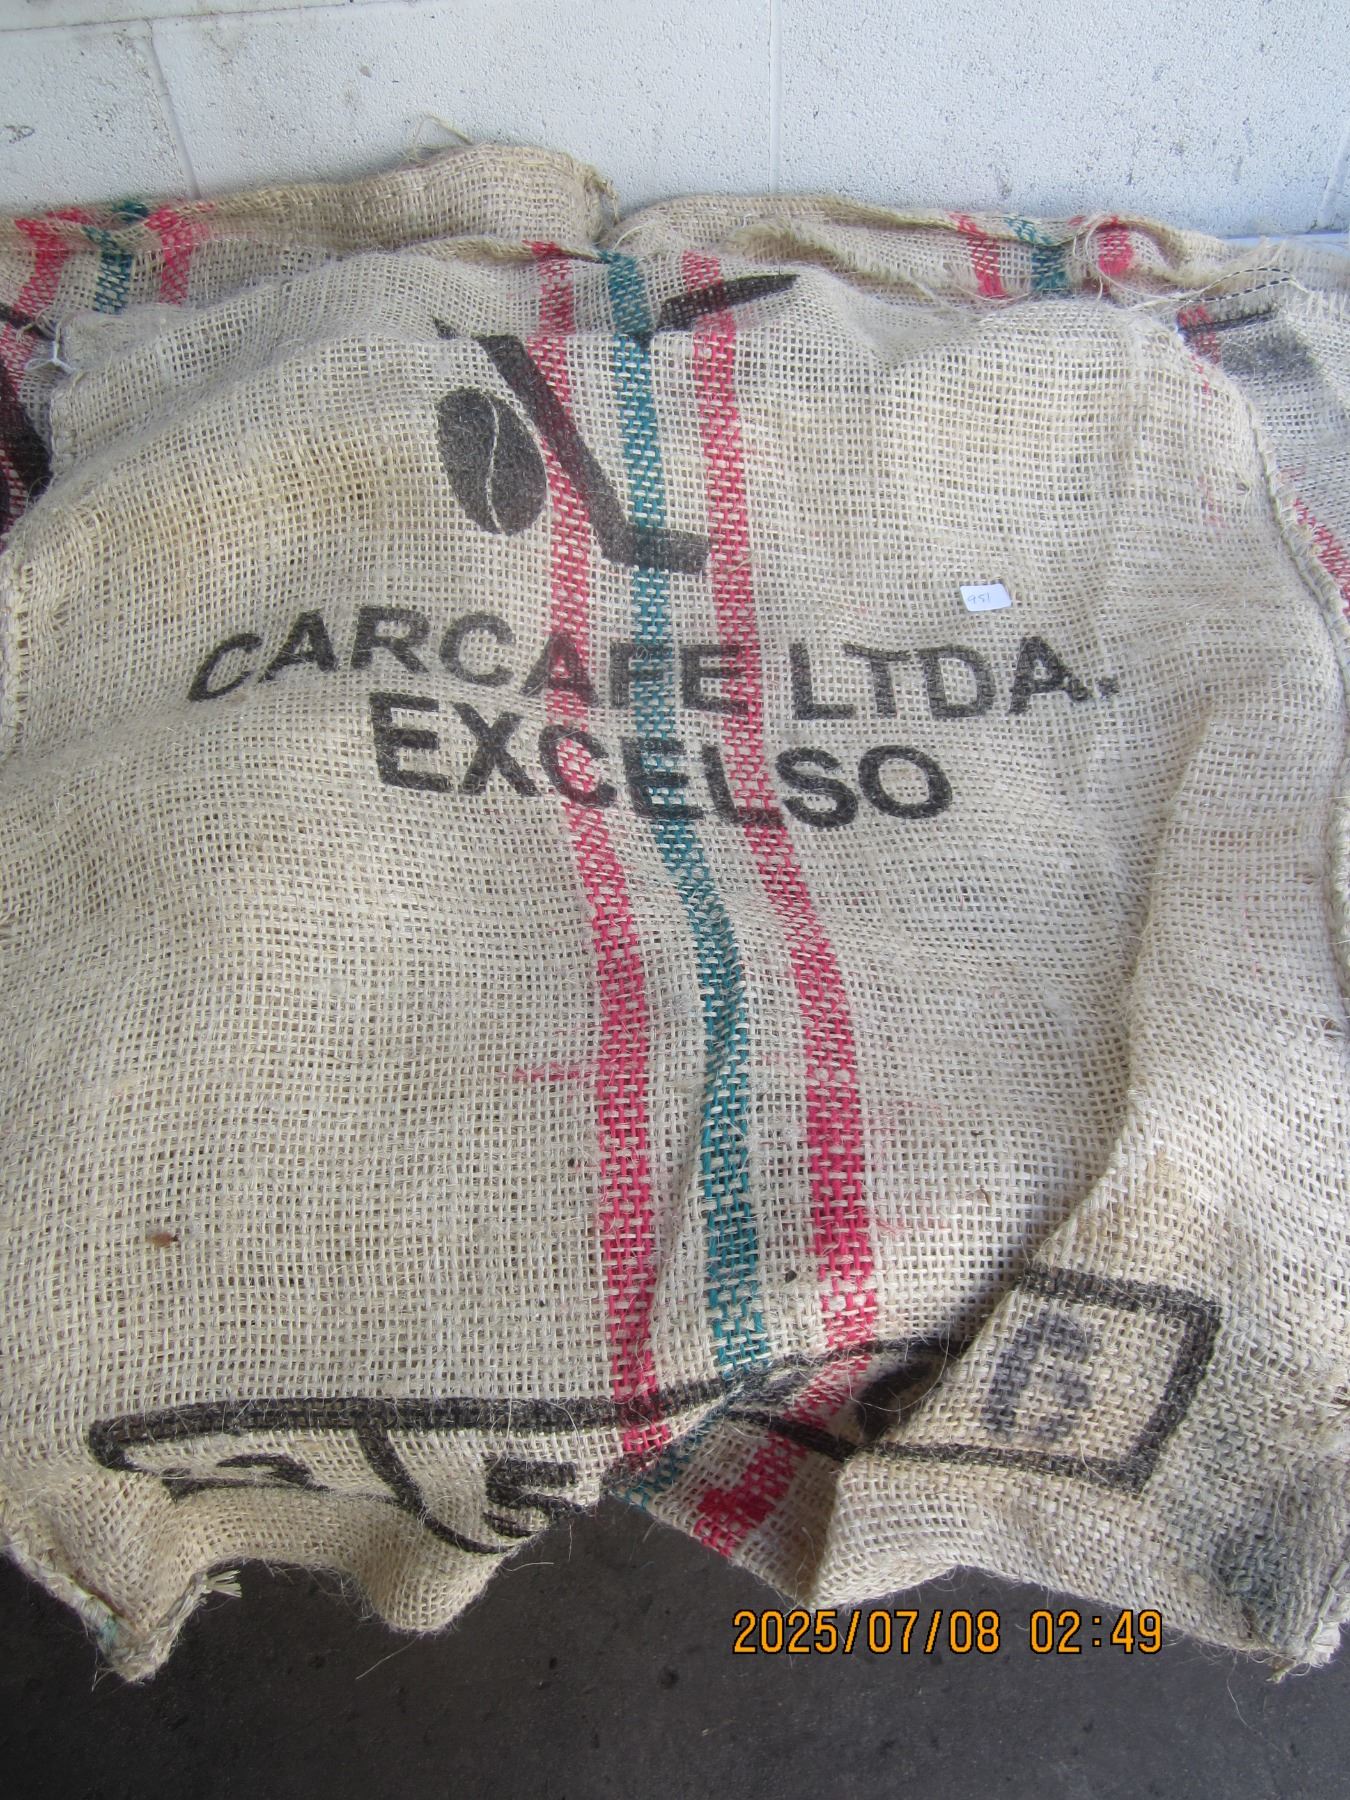 951
CARCAFE LTDA.
EXCELSO
2025/07/08 02:49